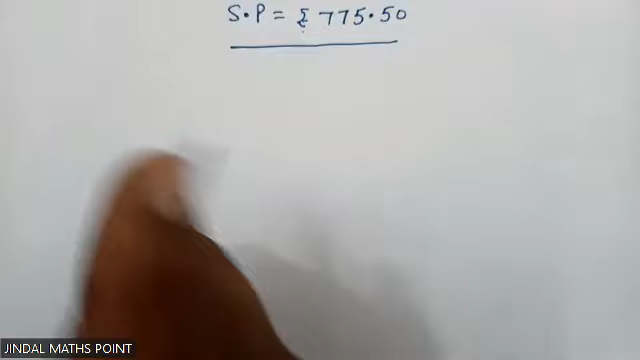 S.P = ₹ 775.50
JINDAL MATHS POINT